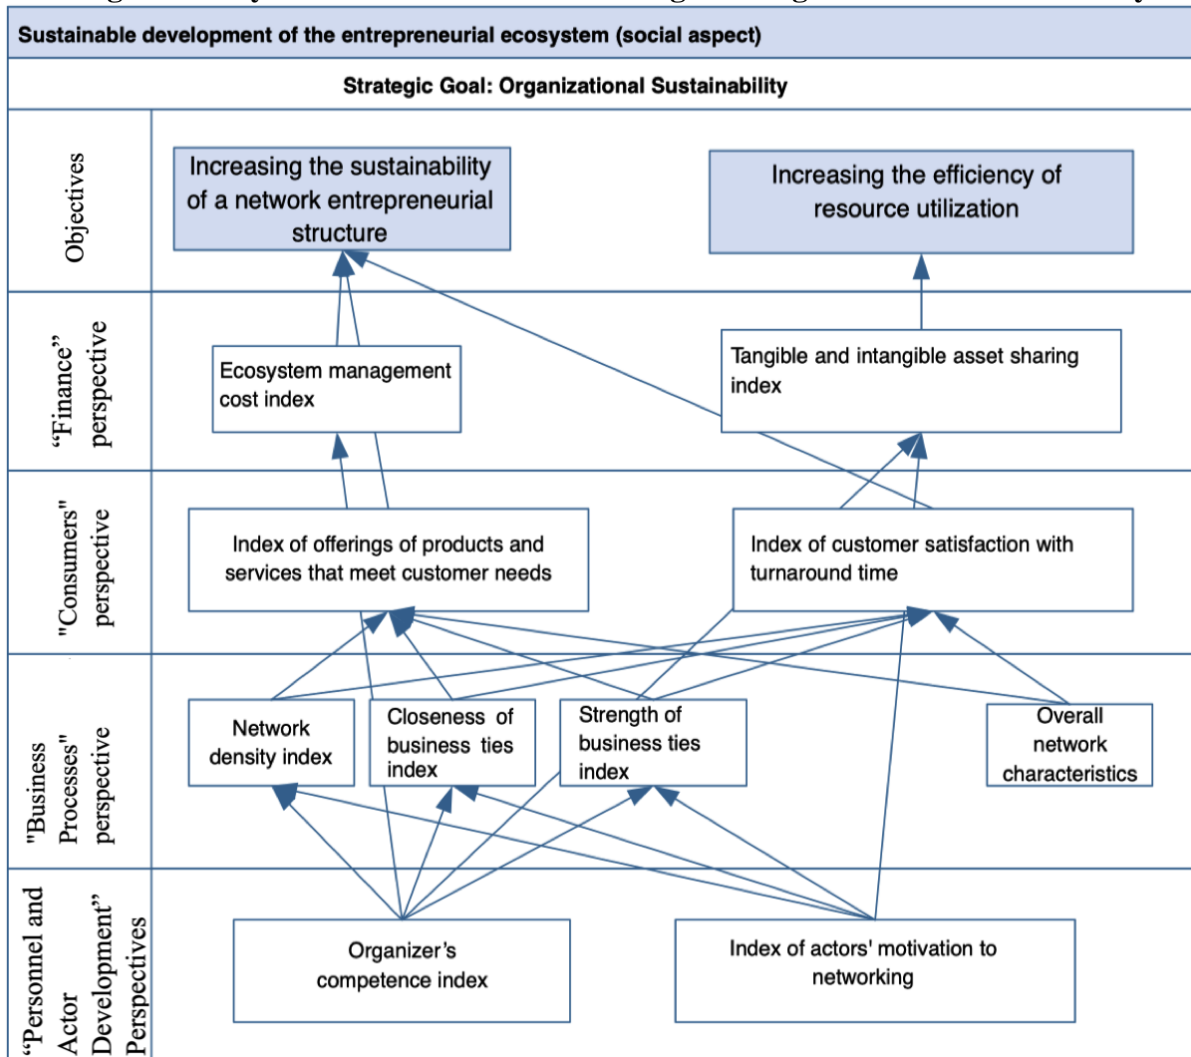 Sustainable development of the entrepreneurial ecosystem (social aspect)
Strategic Goal: Organizational Sustainability
Objectives
Increasing the sustainability
of a network entrepreneurial
structure
Increasing the efficiency of
resource utilization
“Finance”
perspective
Ecosystem management
cost index
Tangible and intangible asset sharing
index
"Consumers"
perspective
Index of offerings of products and
services that meet customer needs
Index of customer satisfaction with
turnaround time
"Business
Processes"
perspective
Network
density index
Closeness of
business ties
index
Strength of
business ties
index
Overall
network
characteristics
“Personnel and
Actor
Development”
Perspectives
Organizer’s
competence index
Index of actors' motivation to
networking